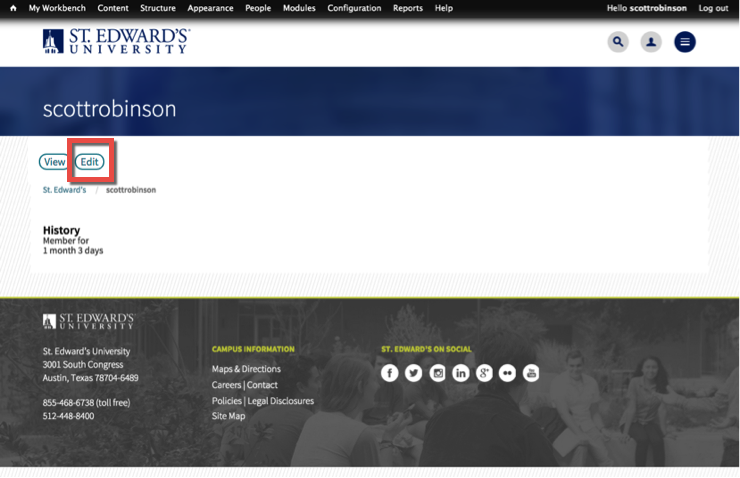 My Workbench Content Structure Appearance People Modules Configuration Reports Help Hello scottrobinson Log out
ST. EDWARD'S
UNIVERSITY
scottrobinson
View Edit
St. Edward's / scottrobinson
History
Member for
1 month 3 days
ST. EDWARD'S
UNIVERSITY
St. Edward's University
3001 South Congress
Austin, Texas 78704-6489
855-468-6738 (toll free)
512-448-8400
CAMPUS INFORMATION
Maps & Directions
Careers | Contact
Policies | Legal Disclosures
Site Map
ST. EDWARD'S ON SOCIAL